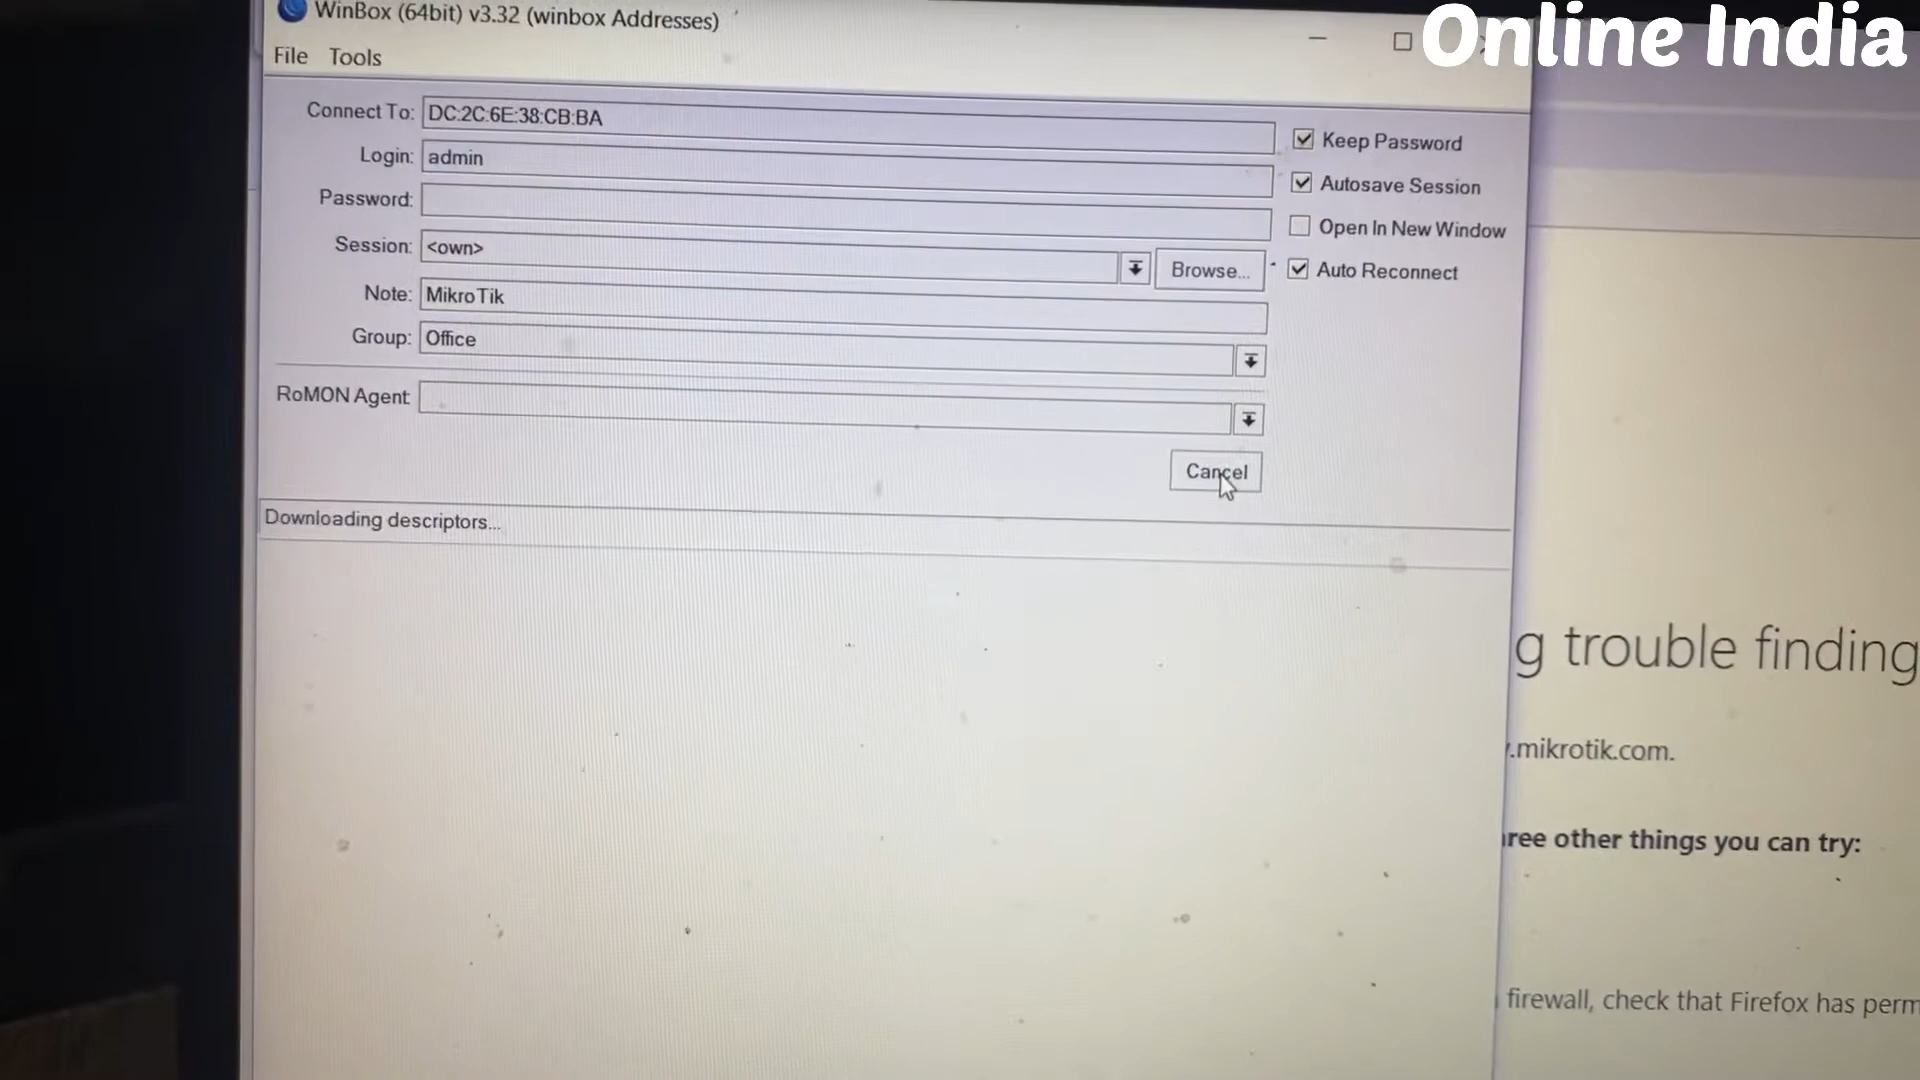 WinBox (64bit) v3.32 (winbox Addresses)
Online India
File Tools
Connect To: DC:2C:6E:38:CB:BA
Keep Password
Login: admin
Autosave Session
Password:
Open In New Window
Session: <own>
Browse...
Auto Reconnect
Note: MikroTik
Group: Office
RoMON Agent:
Cancel
Downloading descriptors...
g trouble finding
.mikrotik.com.
ree other things you can try:
firewall, check that Firefox has perm